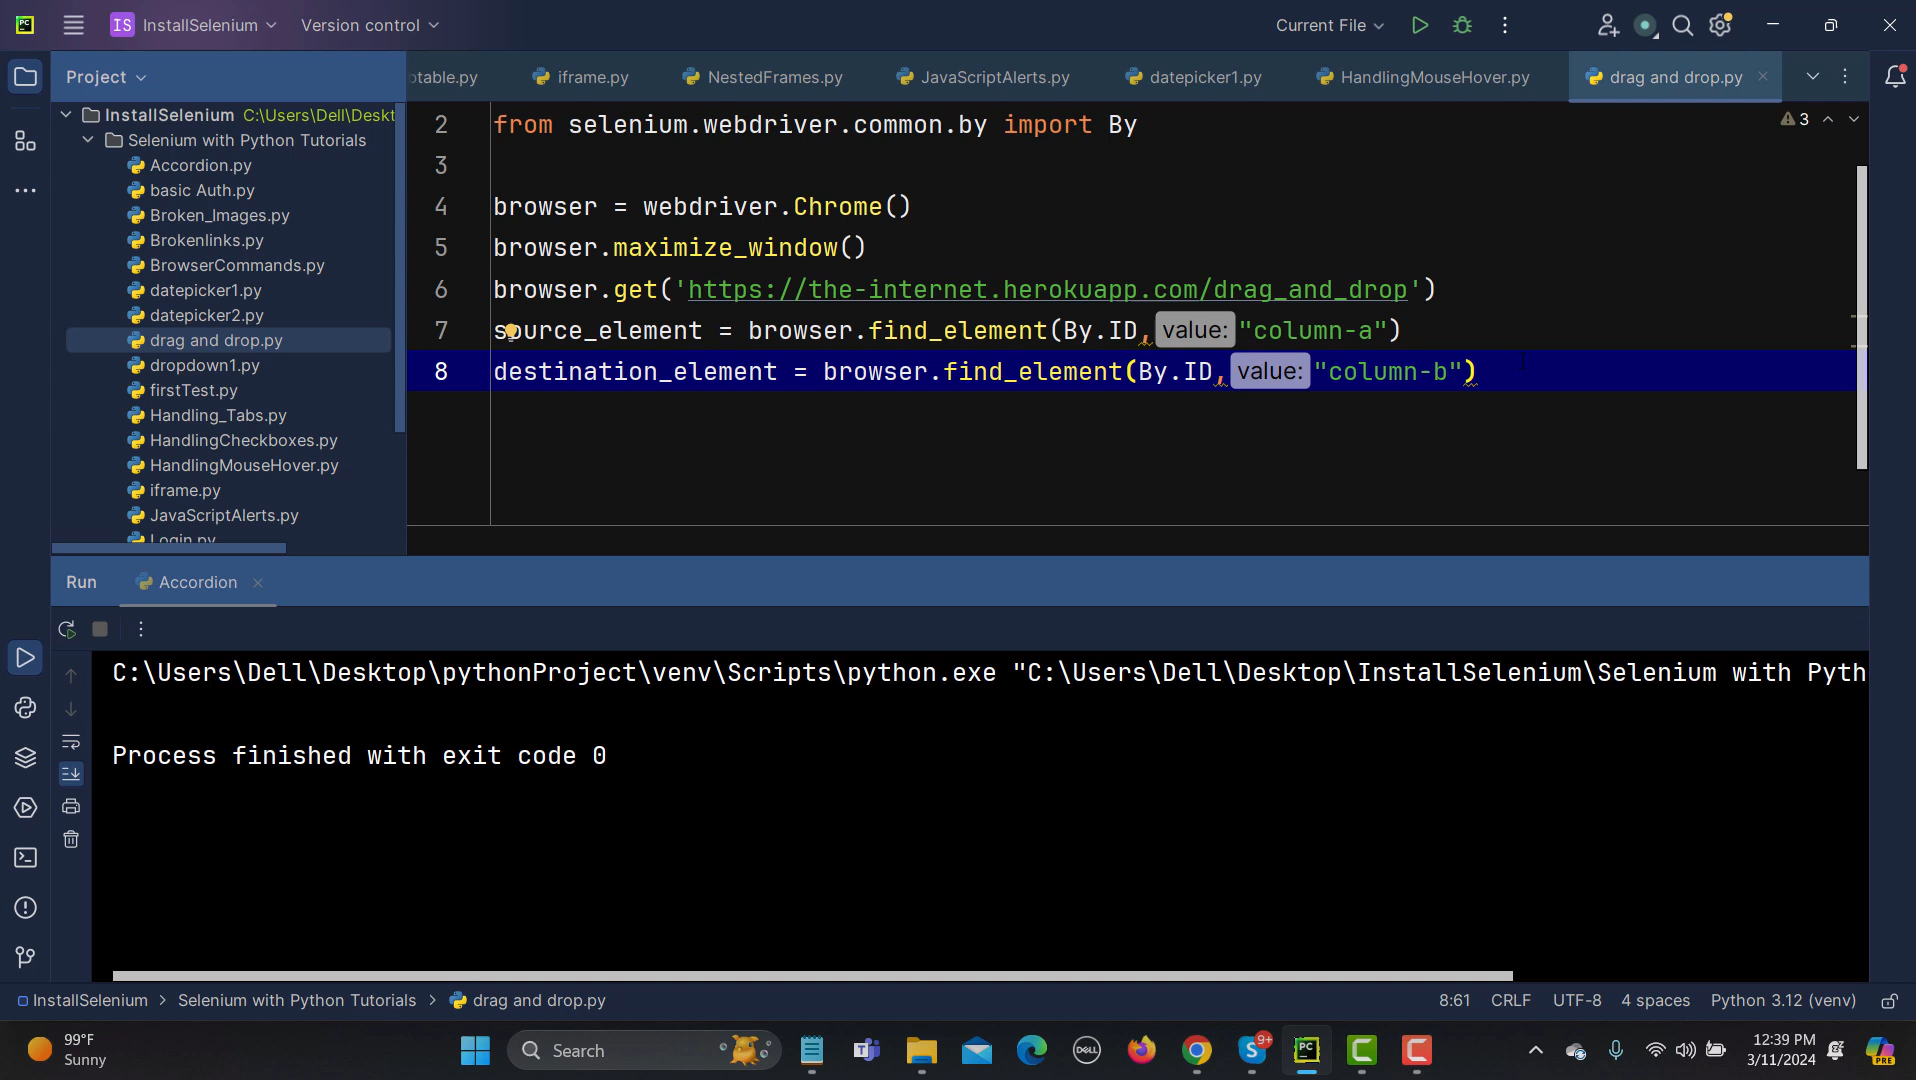 PC IS InstallSelenium Version control Current File
Project
otable.py iframe.py NestedFrames.py JavaScriptAlerts.py datepicker1.py HandlingMouseHover.py drag and drop.py
InstallSelenium C:\Users\Dell\Deskt
Selenium with Python Tutorials
Accordion.py
basic Auth.py
Broken_Images.py
Brokenlinks.py
BrowserCommands.py
datepicker1.py
datepicker2.py
drag and drop.py
dropdown1.py
firstTest.py
Handling_Tabs.py
HandlingCheckboxes.py
HandlingMouseHover.py
iframe.py
JavaScriptAlerts.py
Login.py
3
2 from selenium.webdriver.common.by import By
3
4 browser = webdriver.Chrome()
5 browser.maximize_window()
6 browser.get('https://the-internet.herokuapp.com/drag_and_drop')
7 source_element = browser.find_element(By.ID, value: "column-a")
8 destination_element = browser.find_element(By.ID, value: "column-b")
Run Accordion
C:\Users\Dell\Desktop\pythonProject\venv\Scripts\python.exe "C:\Users\Dell\Desktop\InstallSelenium\Selenium with Pyth
Process finished with exit code 0
InstallSelenium > Selenium with Python Tutorials > drag and drop.py
8:61 CRLF UTF-8 4 spaces Python 3.12 (venv)
99°F
Sunny
Search
DELL
9+
12:39 PM
3/11/2024
PRE